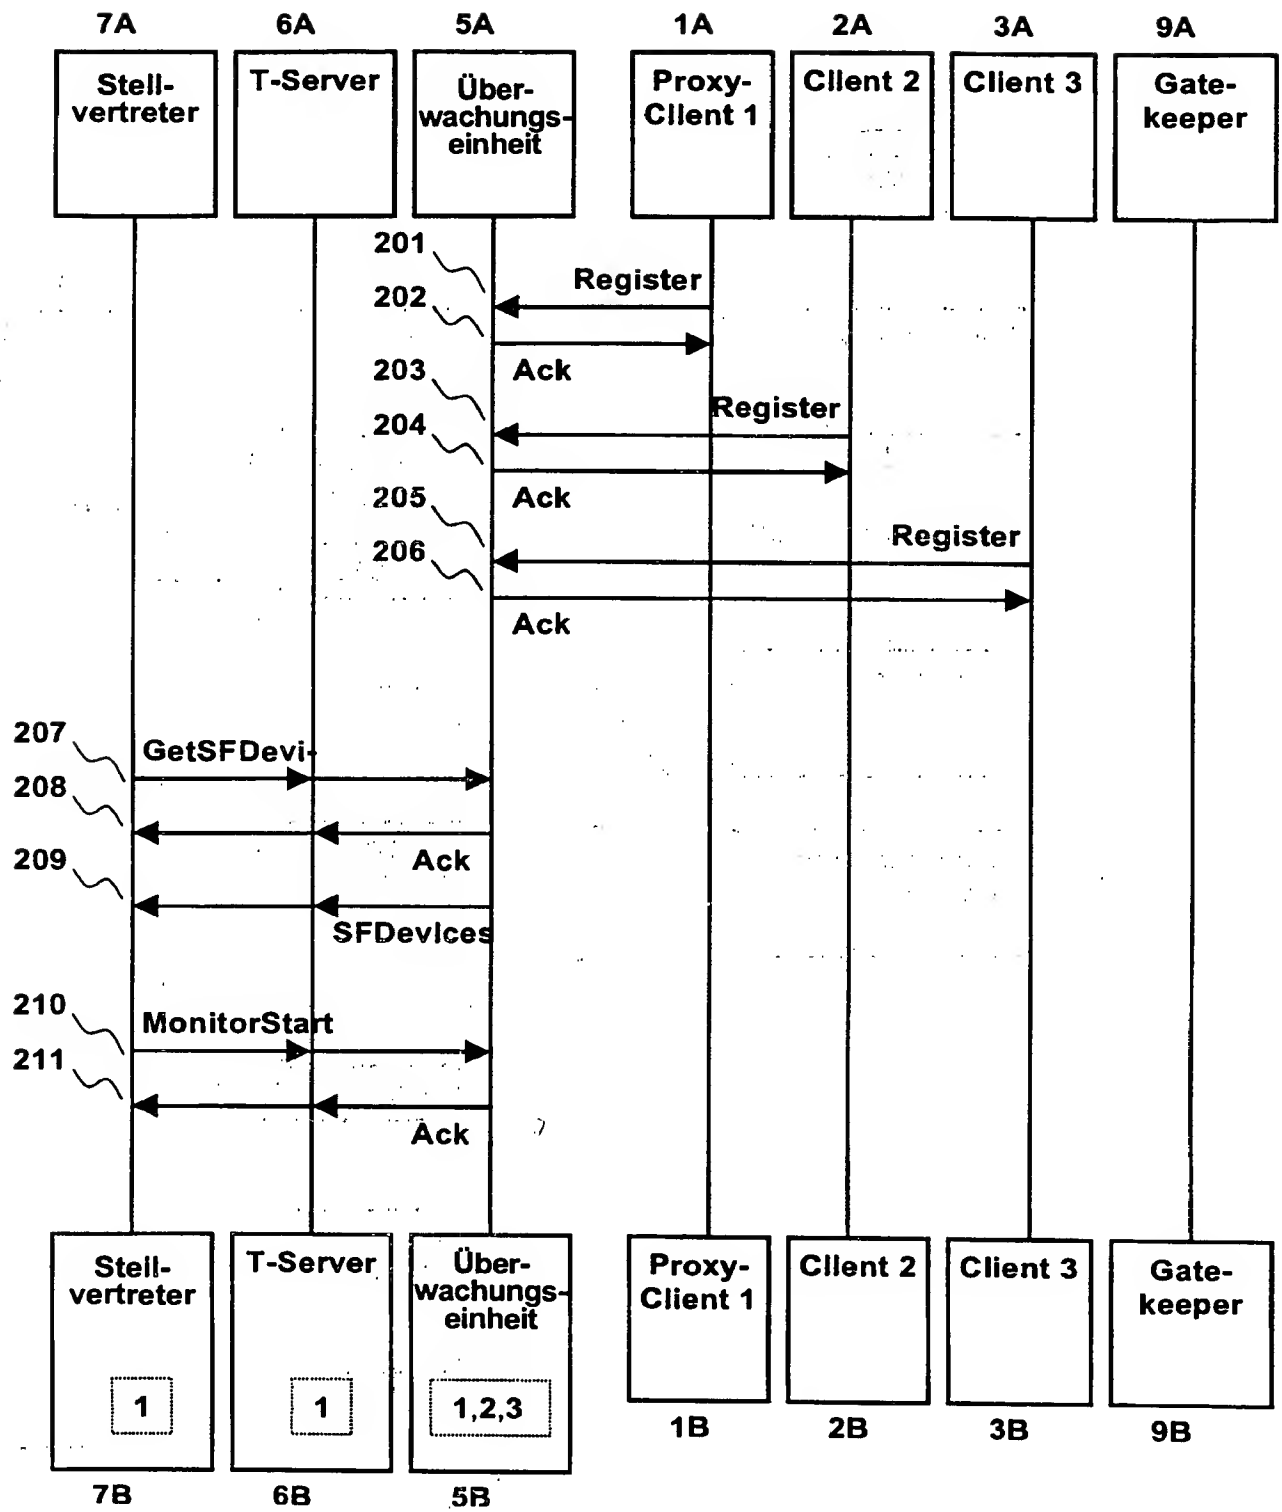 7A 6A 5A 1A 2A 3A 9A
Stell-
vertreter
T-Server
Über-
wachungs-
einheit
Proxy-
Client 1
Client 2
Client 3
Gate-
keeper
201
Register
202
Ack
203
Register
204
Ack
205
Register
206
Ack
207
GetSFDevi-
208
Ack
209
SFDevices
210
MonitorStart
211
Ack
Stell-
vertreter
1
T-Server
1
Über-
wachungs-
einheit
1,2,3
Proxy-
Client 1
Client 2
Client 3
Gate-
keeper
1B 2B 3B 9B
7B 6B 5B